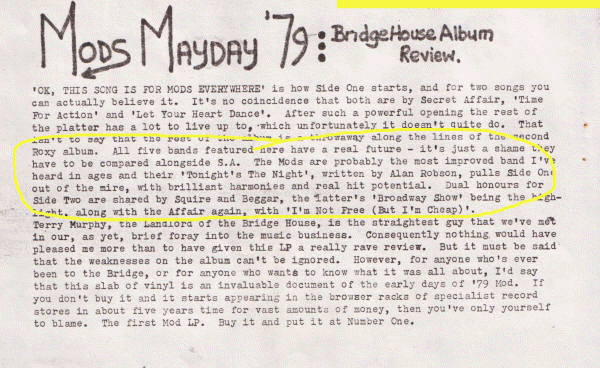 MODS MAYDAY '79: BridgeHouse Album
Review.
'OK, THIS SONG IS FOR MODS EVERYWHERE' is how Side One starts, and for two songs you
can actually believe it. It's no coincidence that both are by Secret Affair, 'Time
For Action' and 'Let Your Heart Dance'. After such a powerful opening the rest of
the platter has a lot to live up to, which unfortunately it doesn't quite do. That
isn't to say that the rest of the album is a throwaway along the lines of the second
Roxy album. All five bands featured here have a real future - it's just a shame they
have to be compared alongside S.A. The Mods are probably the most improved band I've
heard in ages and their 'Tonight's The Night', written by Alan Robson, pulls Side One
out of the mire, with brilliant harmonies and real hit potential. Dual honours for
Side Two are shared by Squire and Beggar, the latter's 'Broadway Show' being the high-
light, along with the Affair again, with 'I'm Not Free (But I'm Cheap)'.
Terry Murphy, the Landlord of the Bridge House, is the straightest guy that we've met
in our, as yet, brief foray into the music business. Consequently nothing would have
pleased me more than to have given this LP a really rave review. But it must be said
that the weaknesses on the album can't be ignored. However, for anyone who's ever
been to the Bridge, or for anyone who wants to know what it was all about, I'd say
that this slab of vinyl is an invaluable document of the early days of '79 Mod. If
you don't buy it and it starts appearing in the browser racks of specialist record
stores in about five years time for vast amounts of money, then you've only yourself
to blame. The first Mod LP. Buy it and put it at Number One.